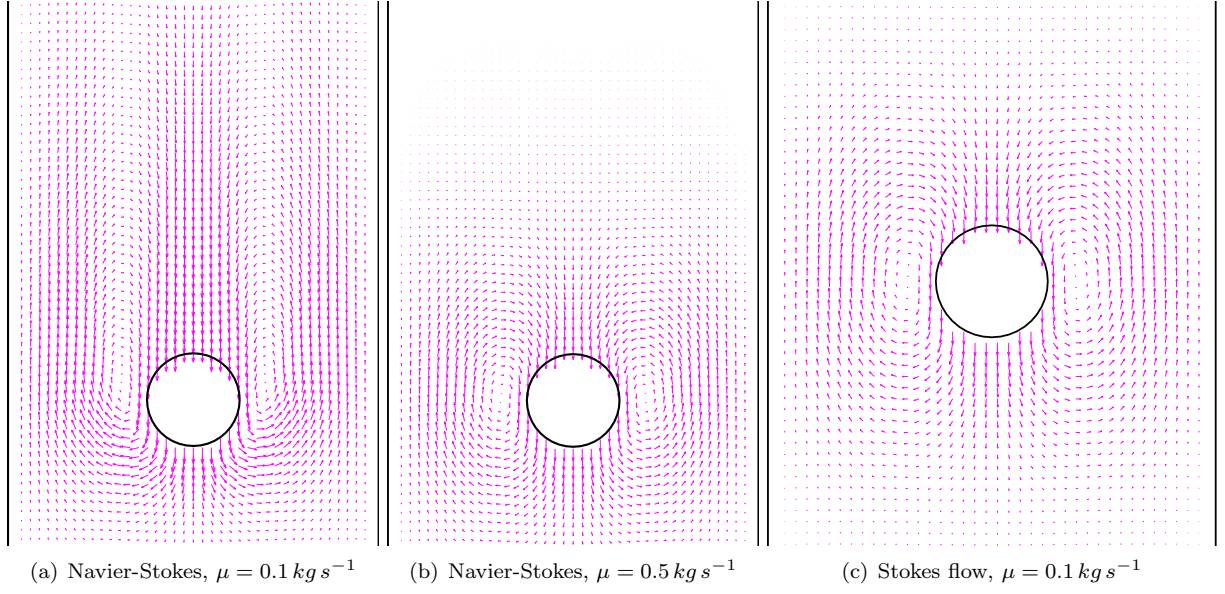 (a) Navier-Stokes, μ = 0.1 kg s⁻¹
(b) Navier-Stokes, μ = 0.5 kg s⁻¹
(c) Stokes flow, μ = 0.1 kg s⁻¹